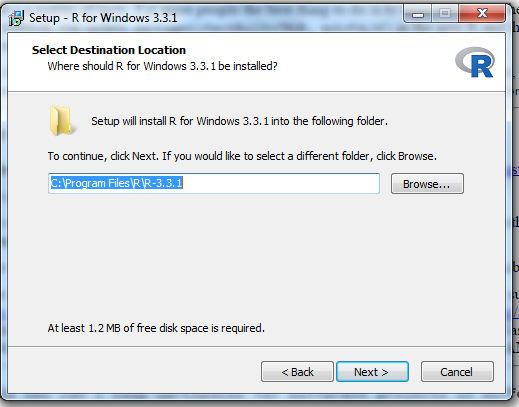 Setup - R for Windows 3.3.1
Select Destination Location
Where should R for Windows 3.3.1 be installed?
R
Setup will install R for Windows 3.3.1 into the following folder.
To continue, click Next. If you would like to select a different folder, click Browse.
C:\Program Files\R\R-3.3.1
Browse...
At least 1.2 MB of free disk space is required.
< Back
Next >
Cancel